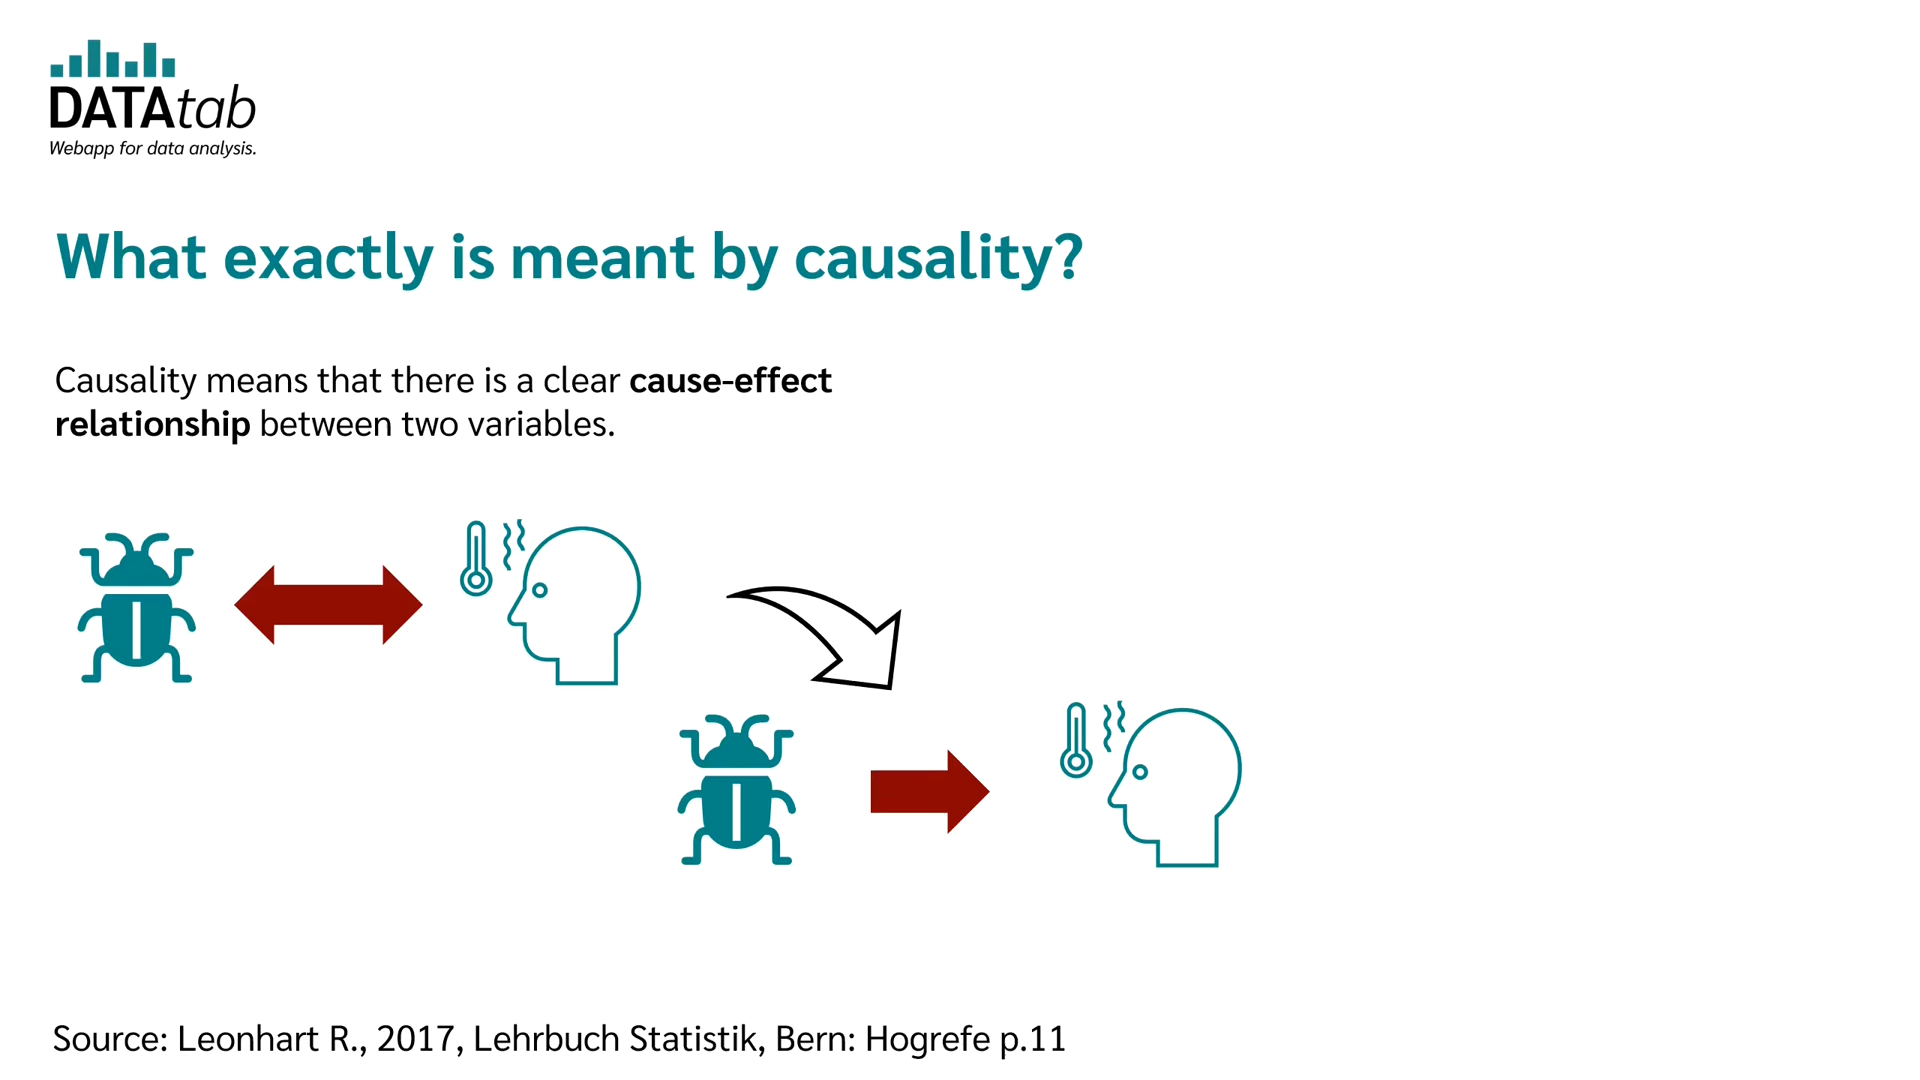 DATAtab
Webapp for data analysis.
What exactly is meant by causality?
Causality means that there is a clear cause-effect
relationship between two variables.
Source: Leonhart R., 2017, Lehrbuch Statistik, Bern: Hogrefe p.11